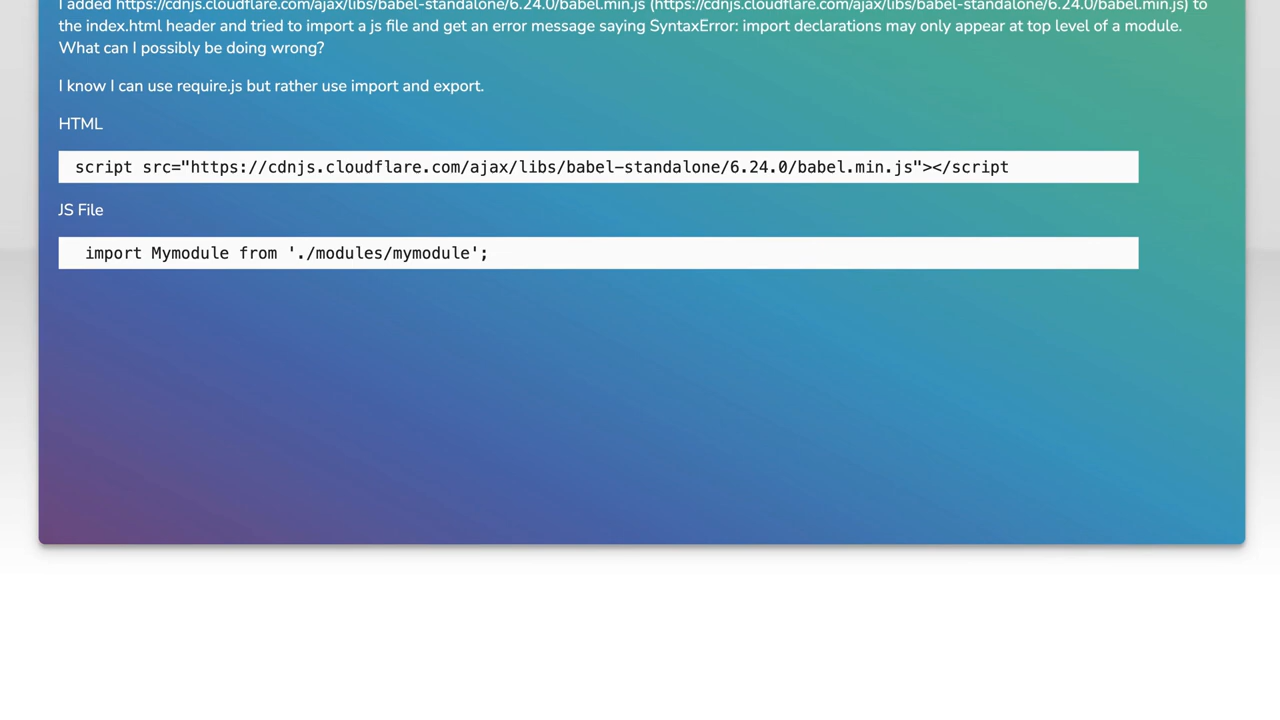 I added https://cdnjs.cloudflare.com/ajax/libs/babel-standalone/6.24.0/babel.min.js (https://cdnjs.cloudflare.com/ajax/libs/babel-standalone/6.24.0/babel.min.js) to
the index.html header and tried to import a js file and get an error message saying SyntaxError: import declarations may only appear at top level of a module.
What can I possibly be doing wrong?
I know I can use require.js but rather use import and export.
HTML
script src="https://cdnjs.cloudflare.com/ajax/libs/babel-standalone/6.24.0/babel.min.js"></script
JS File
import Mymodule from './modules/mymodule';